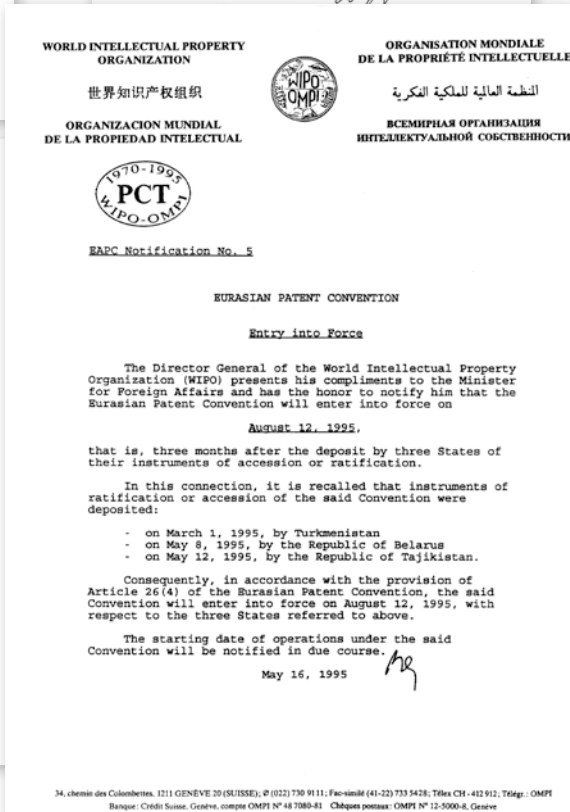 WORLD INTELLECTUAL PROPERTY
ORGANIZATION
世界知识产权组织
ORGANIZACION MUNDIAL
DE LA PROPIEDAD INTELECTUAL
WIPO
OMPI
ORGANISATION MONDIALE
DE LA PROPRIÉTÉ INTELLECTUELLE
المنظمة العالمية للملكية الفكرية
ВСЕМИРНАЯ ОРГАНИЗАЦИЯ
ИНТЕЛЛЕКТУАЛЬНОЙ СОБСТВЕННОСТИ
1970-1995
PCT
WIPO-OMPI
EAPC Notification No. 5
EURASIAN PATENT CONVENTION
Entry into Force
The Director General of the World Intellectual Property
Organization (WIPO) presents his compliments to the Minister
for Foreign Affairs and has the honor to notify him that the
Eurasian Patent Convention will enter into force on
August 12, 1995,
that is, three months after the deposit by three States of
their instruments of accession or ratification.
In this connection, it is recalled that instruments of
ratification or accession of the said Convention were
deposited:
- on March 1, 1995, by Turkmenistan
- on May 8, 1995, by the Republic of Belarus
- on May 12, 1995, by the Republic of Tajikistan.
Consequently, in accordance with the provision of
Article 26(4) of the Eurasian Patent Convention, the said
Convention will enter into force on August 12, 1995, with
respect to the three States referred to above.
The starting date of operations under the said
Convention will be notified in due course.
May 16, 1995
34, chemin des Colombettes, 1211 GENÈVE 20 (SUISSE); ✆ (022) 730 9111; Fac-similé (41-22) 733 5428; Télex CH - 412 912; Télégr.: OMPI
Banque: Crédit Suisse, Genève, compte OMPI Nº 48 7080-81 Chèques postaux: OMPI Nº 12-5000-8, Genève